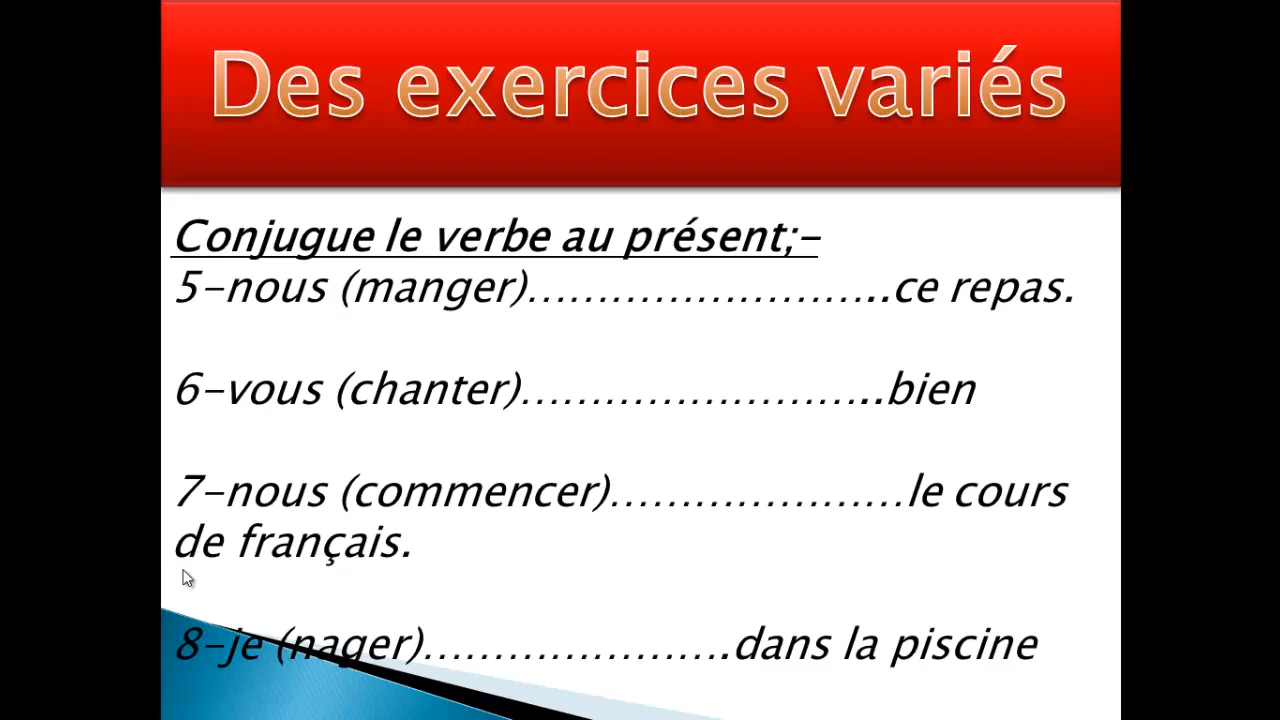 Des exercices variés
Conjugue le verbe au présent;-
5-nous (manger)……………………..ce repas.
6-vous (chanter)……………………..bien
7-nous (commencer)…………………le cours
de français.
8-je (nager)………………….dans la piscine